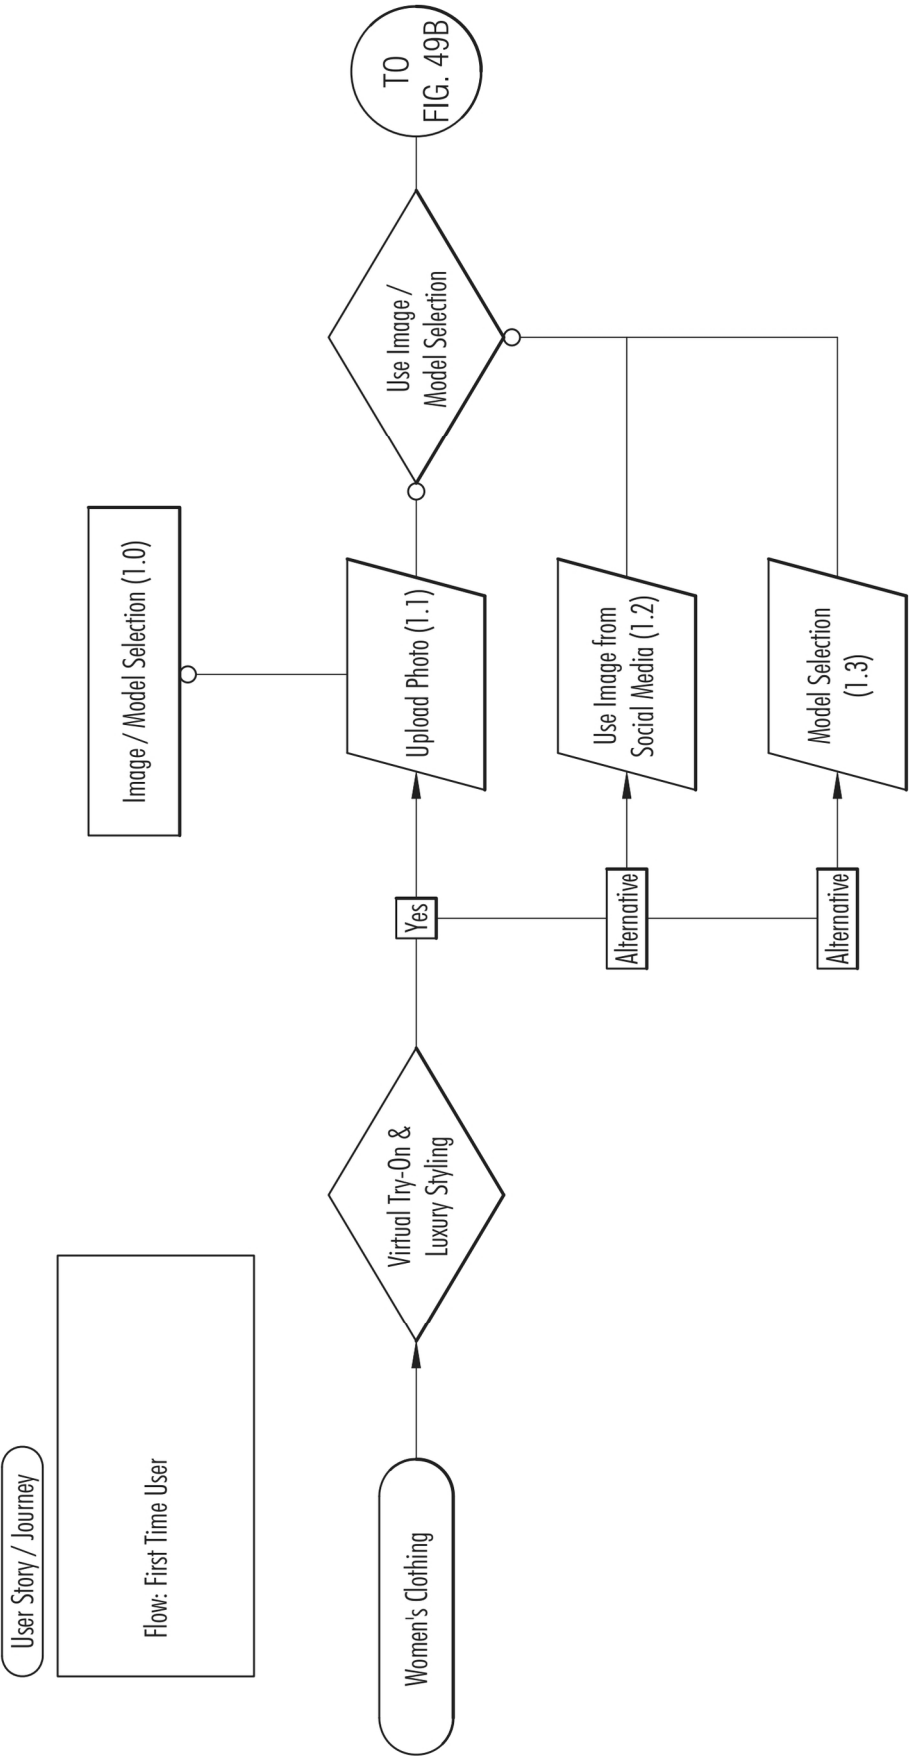 User Story / Journey
Flow: First Time User
Women's Clothing
Virtual Try-On &
Luxury Styling
Yes
Alternative
Alternative
Image / Model Selection (1.0)
Upload Photo (1.1)
Use Image from
Social Media (1.2)
Model Selection
(1.3)
Use Image /
Model Selection
TO
FIG. 49B